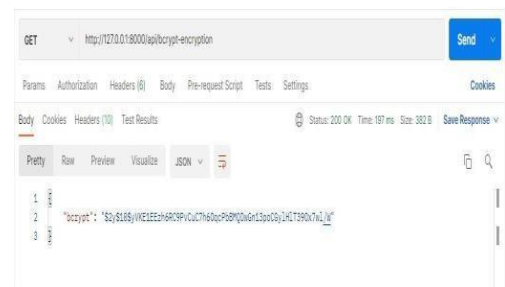 GET http://127.0.0.1:8000/api/bcrypt-encryption Send
Params Authorization Headers (6) Body Pre-request Script Tests Settings Cookies
Body Cookies Headers (10) Test Results Status: 200 OK Time: 197 ms Size: 382 B Save Response
Pretty Raw Preview Visualize JSON
1 {
2 "bcrypt":
3 }